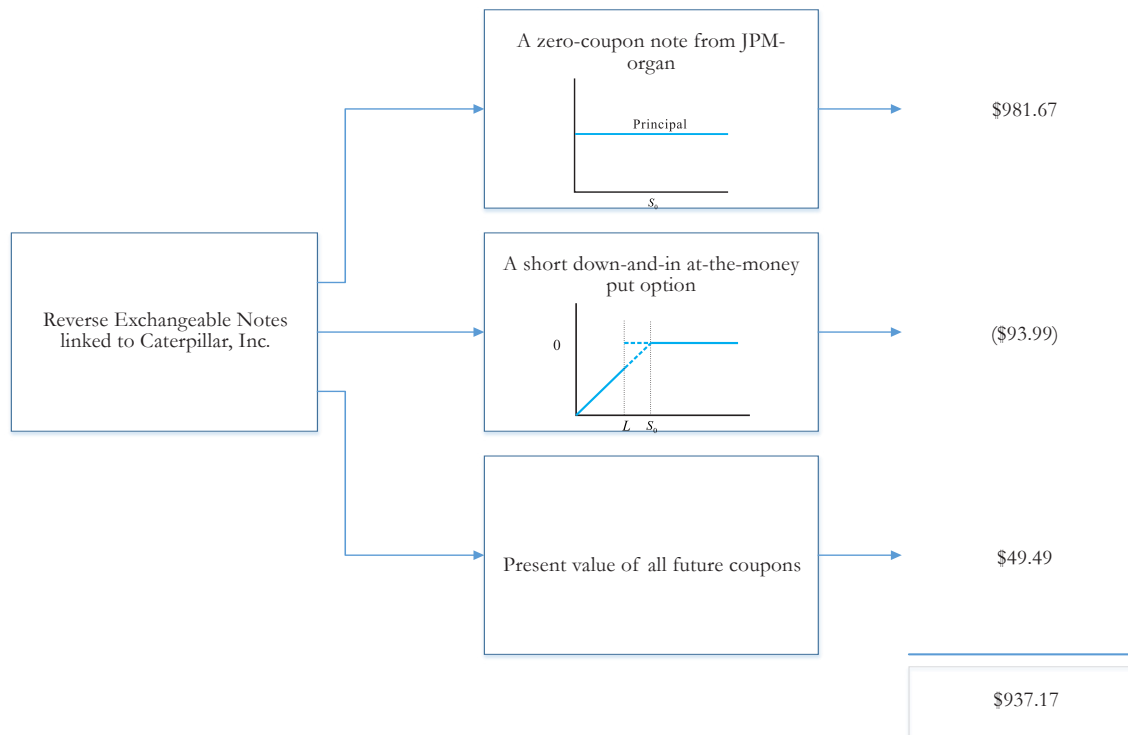 A zero-coupon note from JPM-
organ
Principal
S₀
$981.67
Reverse Exchangeable Notes
linked to Caterpillar, Inc.
A short down-and-in at-the-money
put option
0
L S₀
($93.99)
Present value of all future coupons
$49.49
$937.17